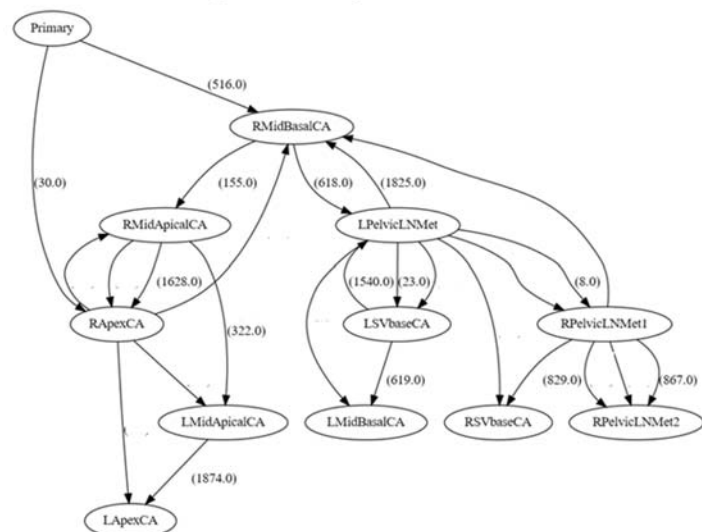 Primary
(516.0)
RMidBasalCA
(30.0)
(155.0)
(618.0)
(1825.0)
RMidApicalCA
LPelvicLNMet
(1628.0)
(1540.0)
(23.0)
(8.0)
RApexCA
LSVbaseCA
RPelvicLNMet1
(322.0)
(619.0)
(829.0)
(867.0)
LMidApicalCA
LMidBasalCA
RSVbaseCA
RPelvicLNMet2
(1874.0)
LApexCA